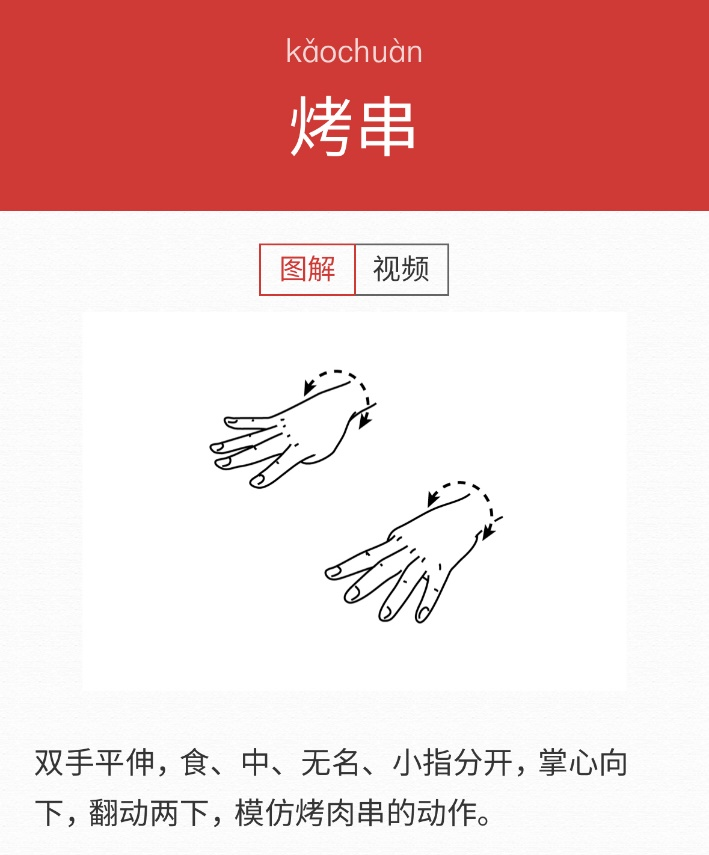 kǎochuàn
烤串
图解 视频
双手平伸，食、中、无名、小指分开，掌心向
下，翻动两下，模仿烤肉串的动作。